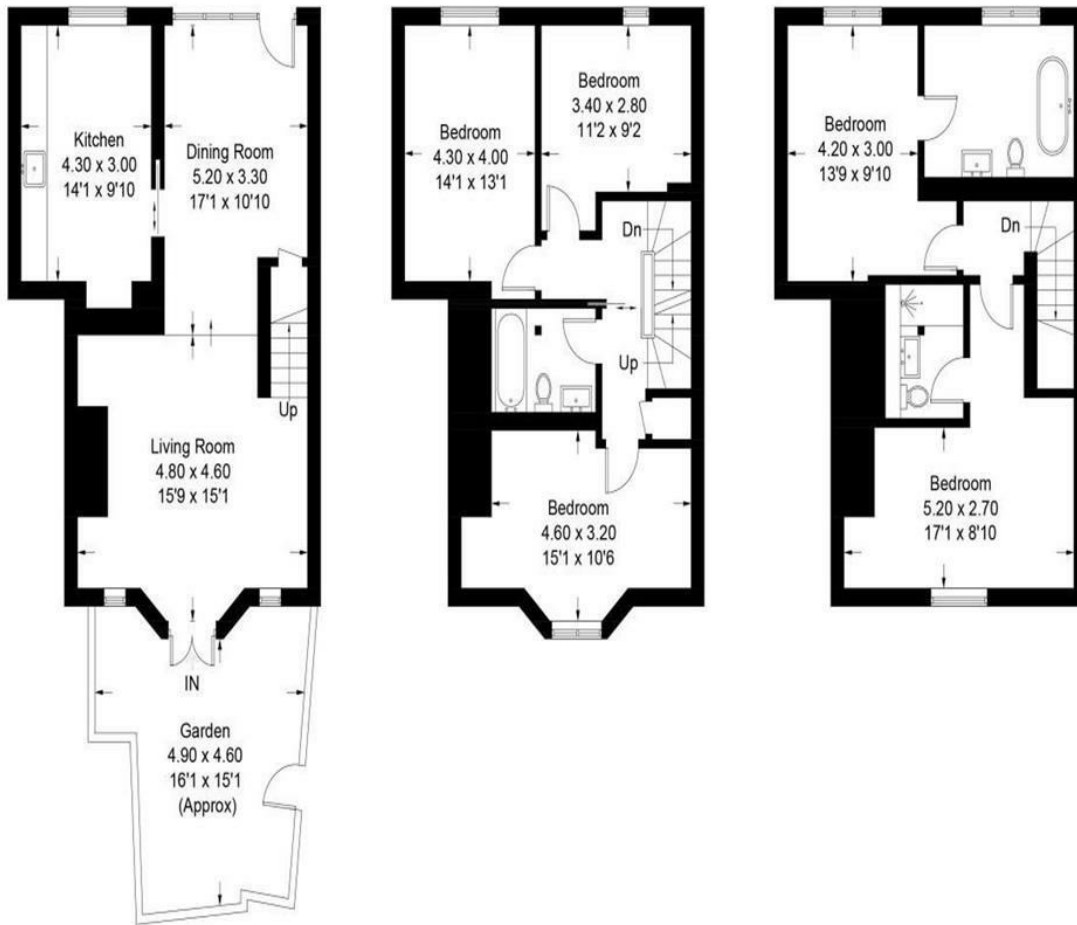 Kitchen
4.30 x 3.00
14'1 x 9'10
Dining Room
5.20 x 3.30
17'1 x 10'10
Up
Living Room
4.80 x 4.60
15'9 x 15'1
IN
Garden
4.90 x 4.60
16'1 x 15'1
(Approx)
Bedroom
4.30 x 4.00
14'1 x 13'1
Bedroom
3.40 x 2.80
11'2 x 9'2
Dn
Up
Bedroom
4.60 x 3.20
15'1 x 10'6
Bedroom
4.20 x 3.00
13'9 x 9'10
Dn
Bedroom
5.20 x 2.70
17'1 x 8'10